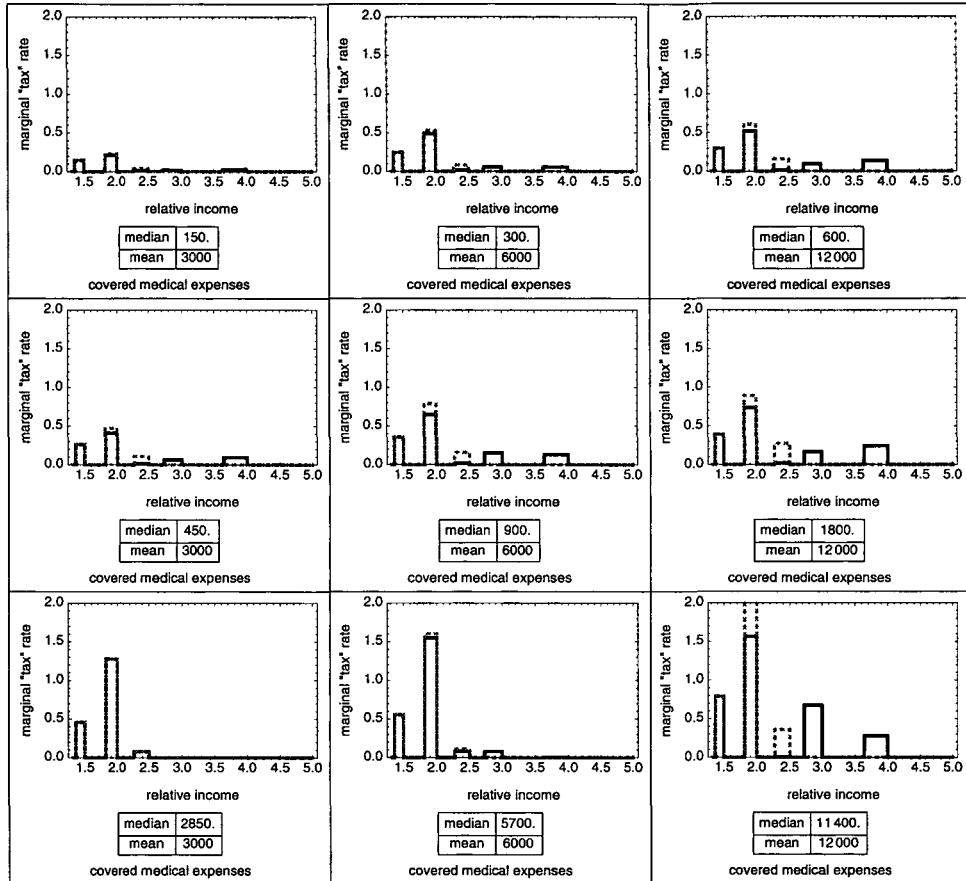 2.0
1.5
1.0
0.5
0.0
marginal "tax" rate
1.5 2.0 2.5 3.0 3.5 4.0 4.5 5.0
relative income
median 150.
mean 3000
covered medical expenses
2.0
1.5
1.0
0.5
0.0
marginal "tax" rate
1.5 2.0 2.5 3.0 3.5 4.0 4.5 5.0
relative income
median 300.
mean 6000
covered medical expenses
2.0
1.5
1.0
0.5
0.0
marginal "tax" rate
1.5 2.0 2.5 3.0 3.5 4.0 4.5 5.0
relative income
median 600.
mean 12 000
covered medical expenses
2.0
1.5
1.0
0.5
0.0
marginal "tax" rate
1.5 2.0 2.5 3.0 3.5 4.0 4.5 5.0
relative income
median 450.
mean 3000
covered medical expenses
2.0
1.5
1.0
0.5
0.0
marginal "tax" rate
1.5 2.0 2.5 3.0 3.5 4.0 4.5 5.0
relative income
median 900.
mean 6000
covered medical expenses
2.0
1.5
1.0
0.5
0.0
marginal "tax" rate
1.5 2.0 2.5 3.0 3.5 4.0 4.5 5.0
relative income
median 1800.
mean 12 000
covered medical expenses
2.0
1.5
1.0
0.5
0.0
marginal "tax" rate
1.5 2.0 2.5 3.0 3.5 4.0 4.5 5.0
relative income
median 2850.
mean 3000
covered medical expenses
2.0
1.5
1.0
0.5
0.0
marginal "tax" rate
1.5 2.0 2.5 3.0 3.5 4.0 4.5 5.0
relative income
median 5700.
mean 6000
covered medical expenses
2.0
1.5
1.0
0.5
0.0
marginal "tax" rate
1.5 2.0 2.5 3.0 3.5 4.0 4.5 5.0
relative income
median 11 400.
mean 12 000
covered medical expenses